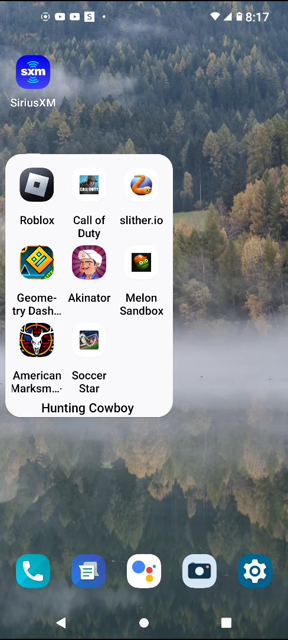 8:17
sxm
SiriusXM
Roblox
Call of
Duty
slither.io
Geome-
try Dash...
Akinator
Melon
Sandbox
American
Marksm...
Soccer
Star
Hunting Cowboy